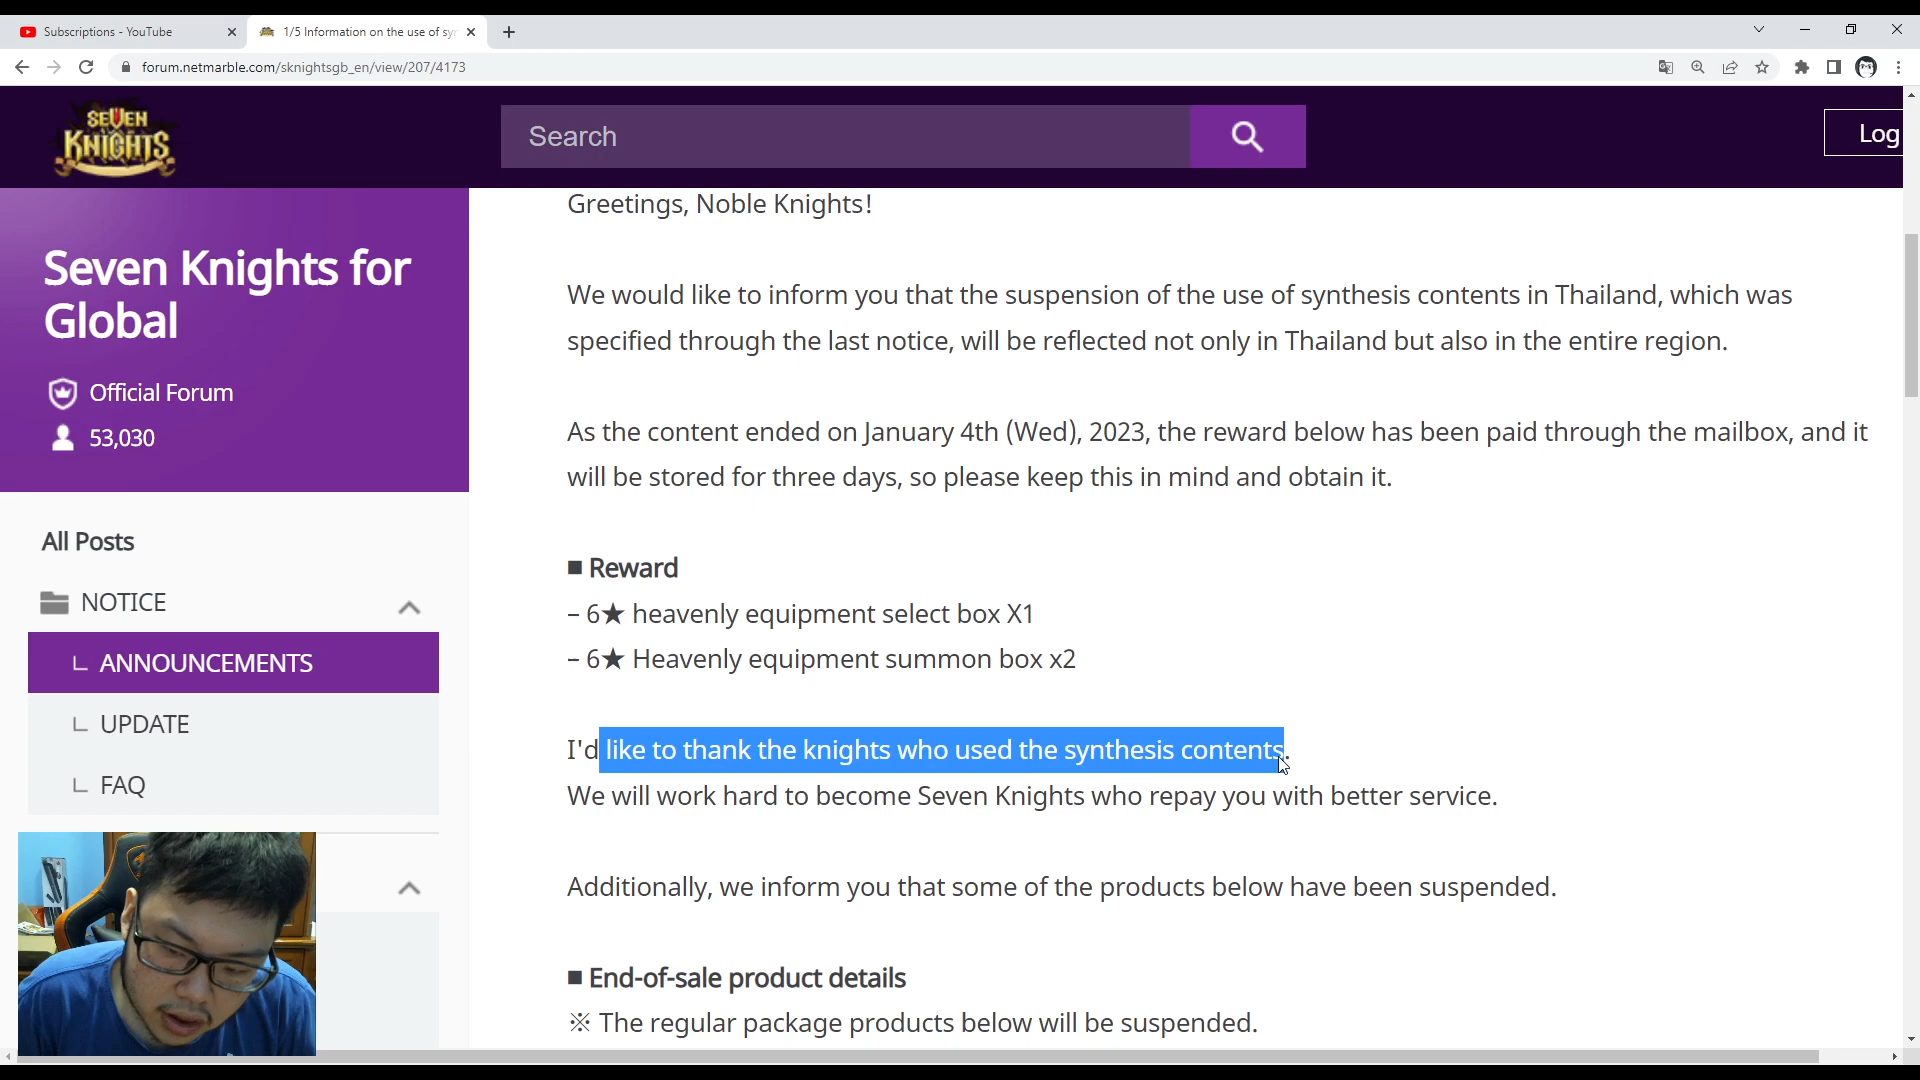 Subscriptions - YouTube
1/5 Information on the use of sy
forum.netmarble.com/sknightsgb_en/view/207/4173
SEVEN
KNIGHTS
Search
Log
Seven Knights for
Global
Official Forum
53,030
All Posts
NOTICE
ANNOUNCEMENTS
UPDATE
FAQ
Greetings, Noble Knights!
We would like to inform you that the suspension of the use of synthesis contents in Thailand, which was
specified through the last notice, will be reflected not only in Thailand but also in the entire region.
As the content ended on January 4th (Wed), 2023, the reward below has been paid through the mailbox, and it
will be stored for three days, so please keep this in mind and obtain it.
■ Reward
– 6★ heavenly equipment select box X1
– 6★ Heavenly equipment summon box x2
I'd like to thank the knights who used the synthesis contents.
We will work hard to become Seven Knights who repay you with better service.
Additionally, we inform you that some of the products below have been suspended.
■ End-of-sale product details
※ The regular package products below will be suspended.